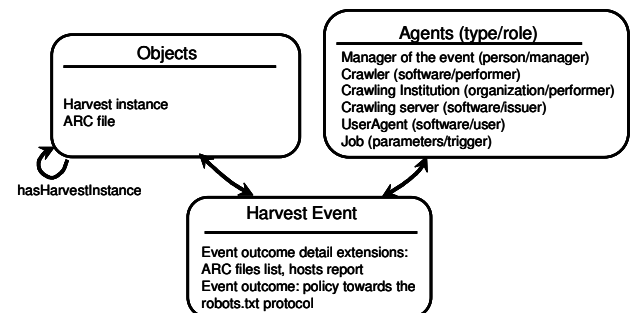 Objects
Harvest instance
ARC file
hasHarvestInstance
Agents (type/role)
Manager of the event (person/manager)
Crawler (software/performer)
Crawling Institution (organization/performer)
Crawling server (software/issuer)
UserAgent (software/user)
Job (parameters/trigger)
Harvest Event
Event outcome detail extensions:
ARC files list, hosts report
Event outcome: policy towards the
robots.txt protocol